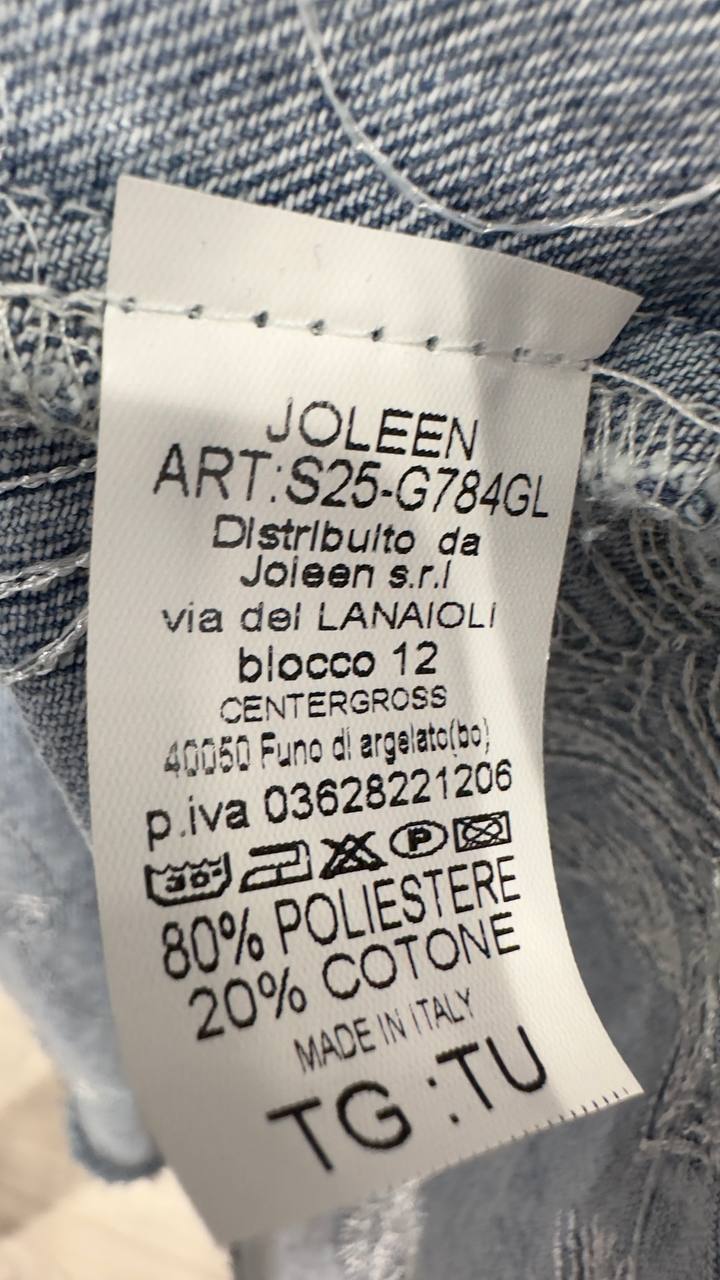 JOLEEN
ART:S25-G784GL
Distribuito da
Joleen s.r.l
via dei LANAIOLI
blocco 12
CENTERGROSS
40050 Funo di argelato(bo)
p.iva 03628221206
30° P
80% POLIESTERE
20% COTONE
MADE IN ITALY
TG :TU